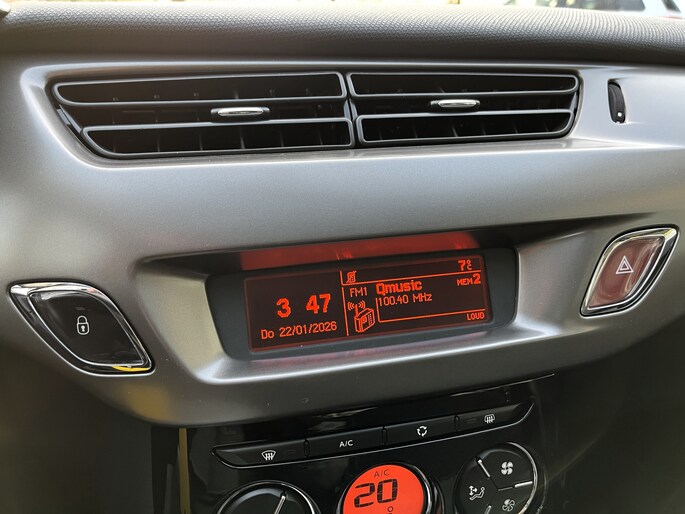 7°C
3 47
FM1 Qmusic MEM2
100.40 MHz
Do 22/01/2026
LOUD
A/C
A/C
20°